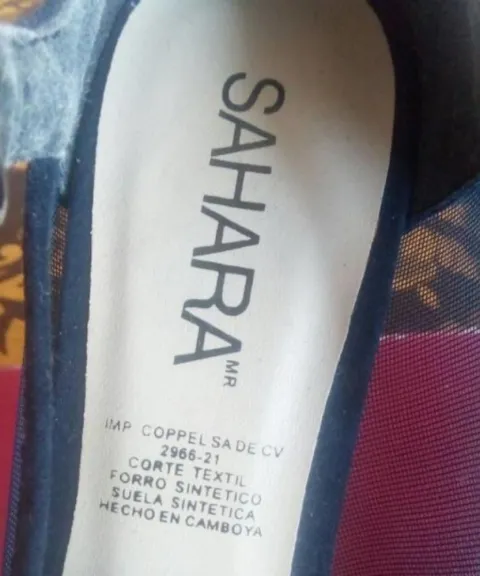 SAHARA MR
IMP COPPEL SA DE CV
2966-21
CORTE TEXTIL
FORRO SINTETICO
SUELA SINTETICA
HECHO EN CAMBOYA